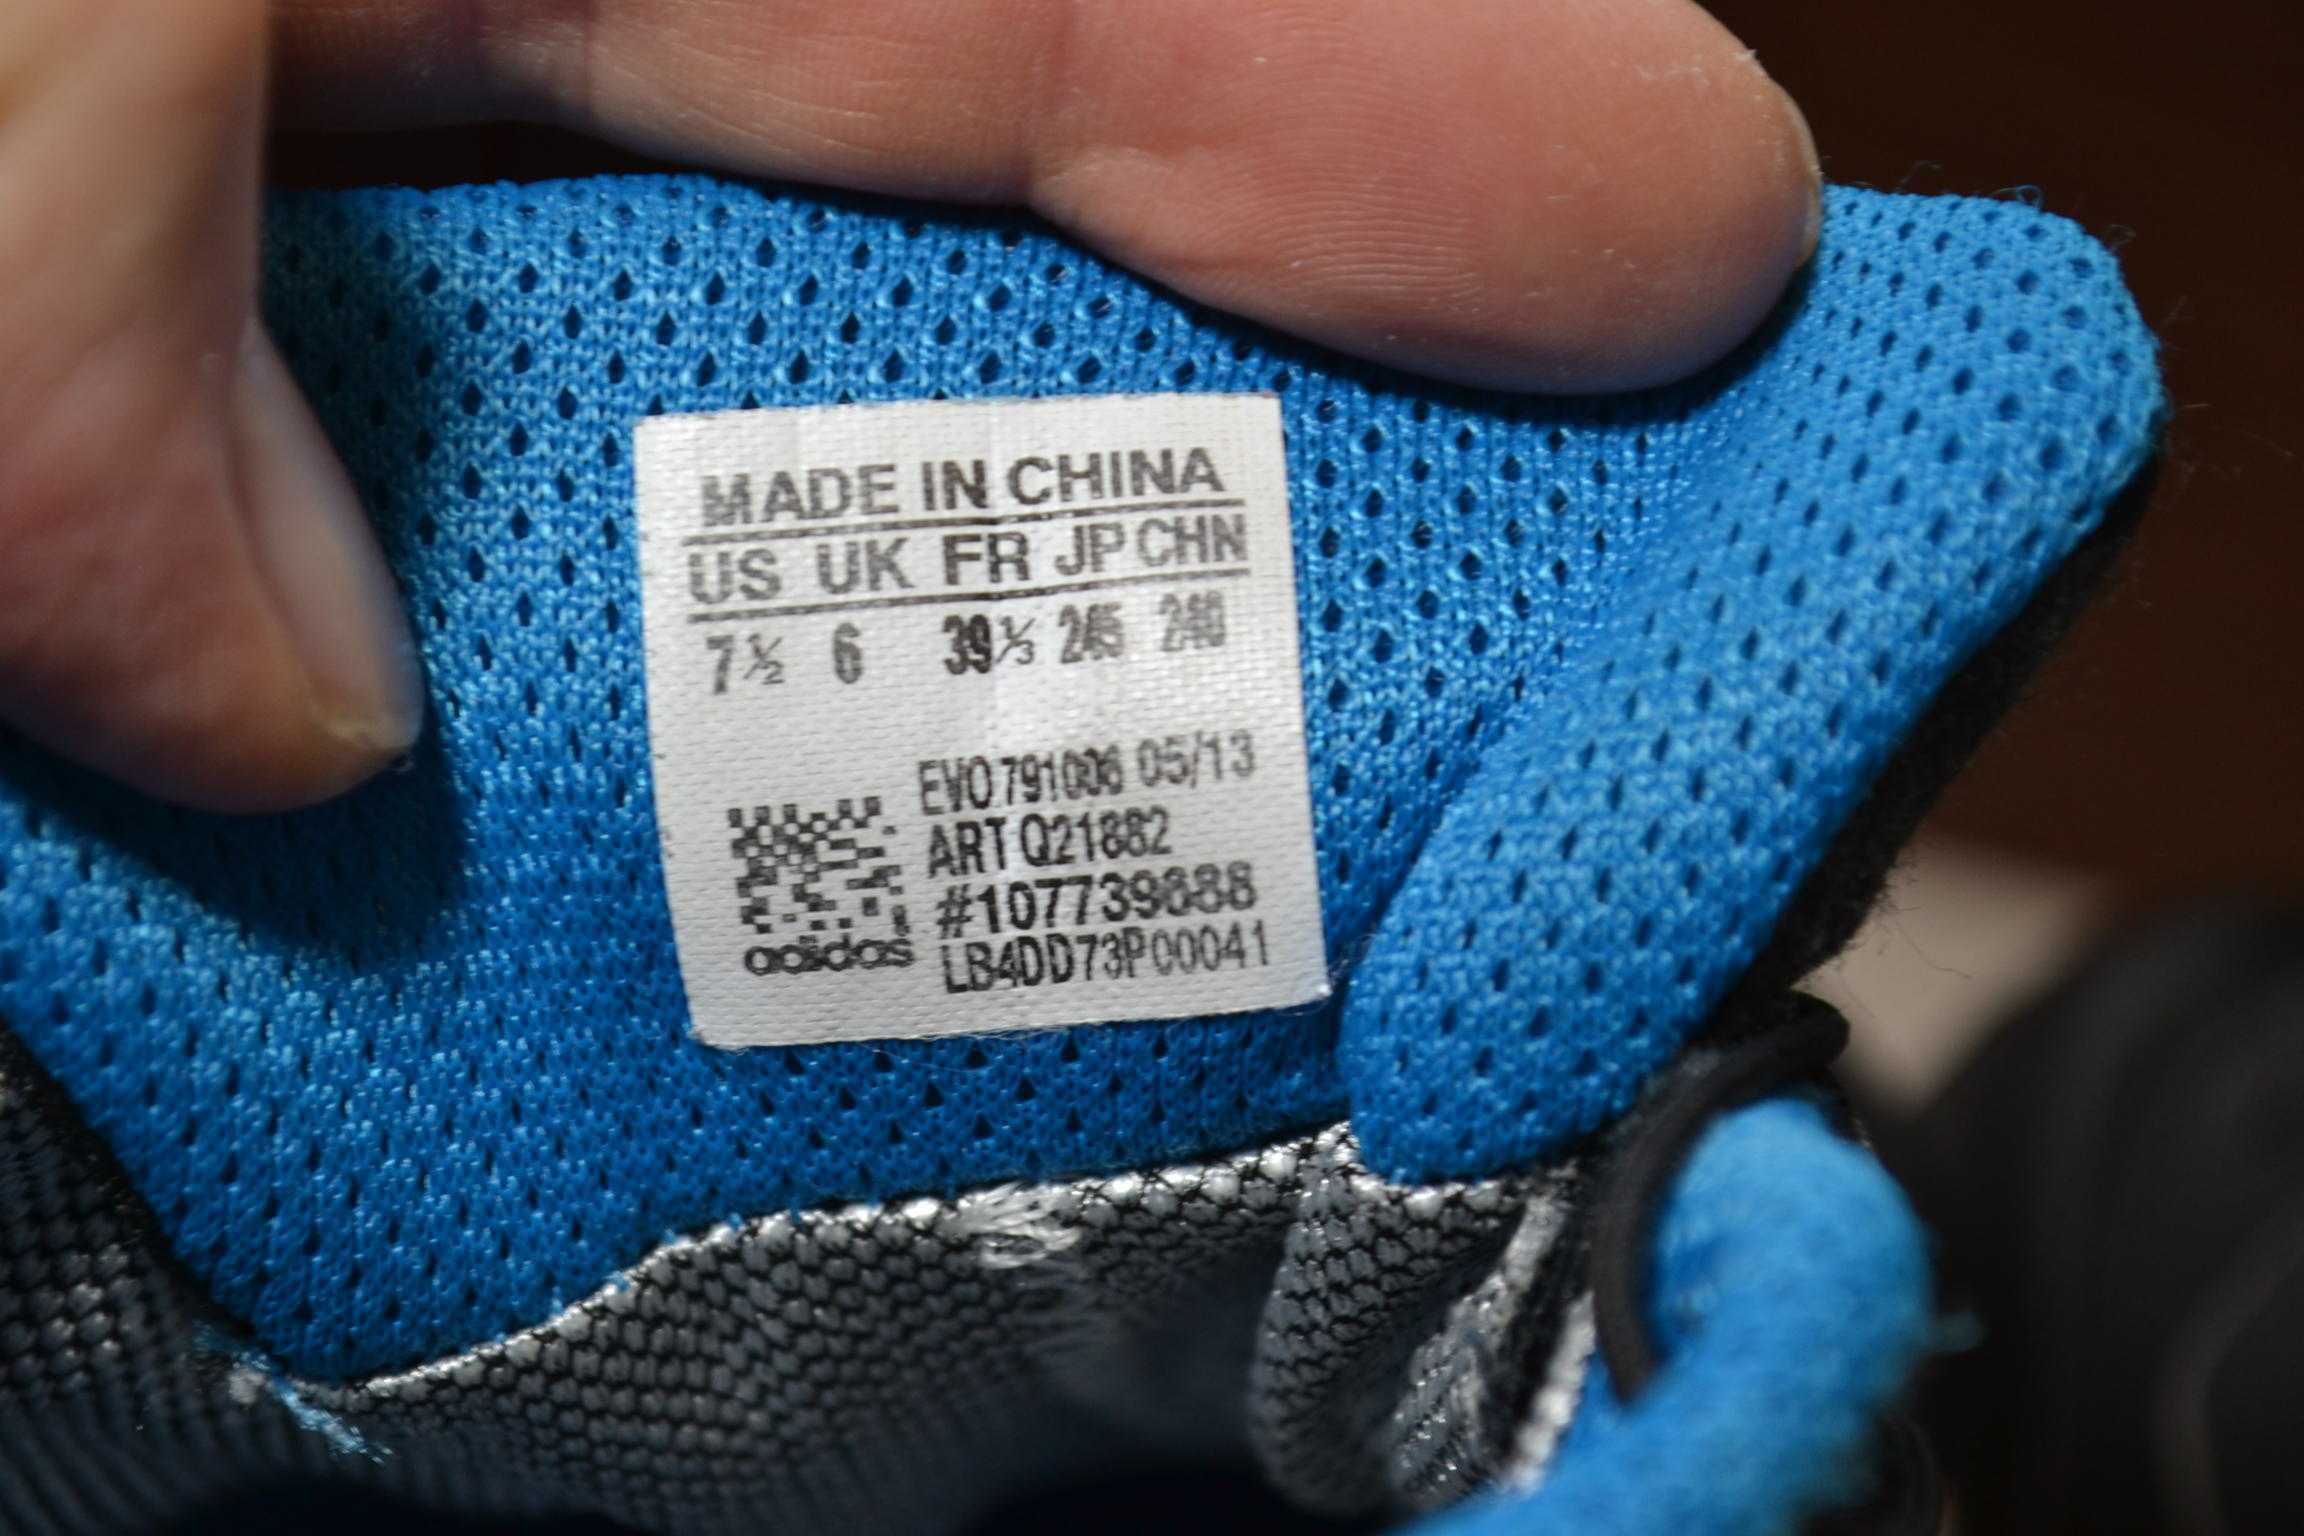 MADE IN CHINA
US UK FR JP CHN
7½ 6 39⅓ 245 240
EVO 791006 05/13
ART Q21882
#107739888
LB4DD73P00041
adidas